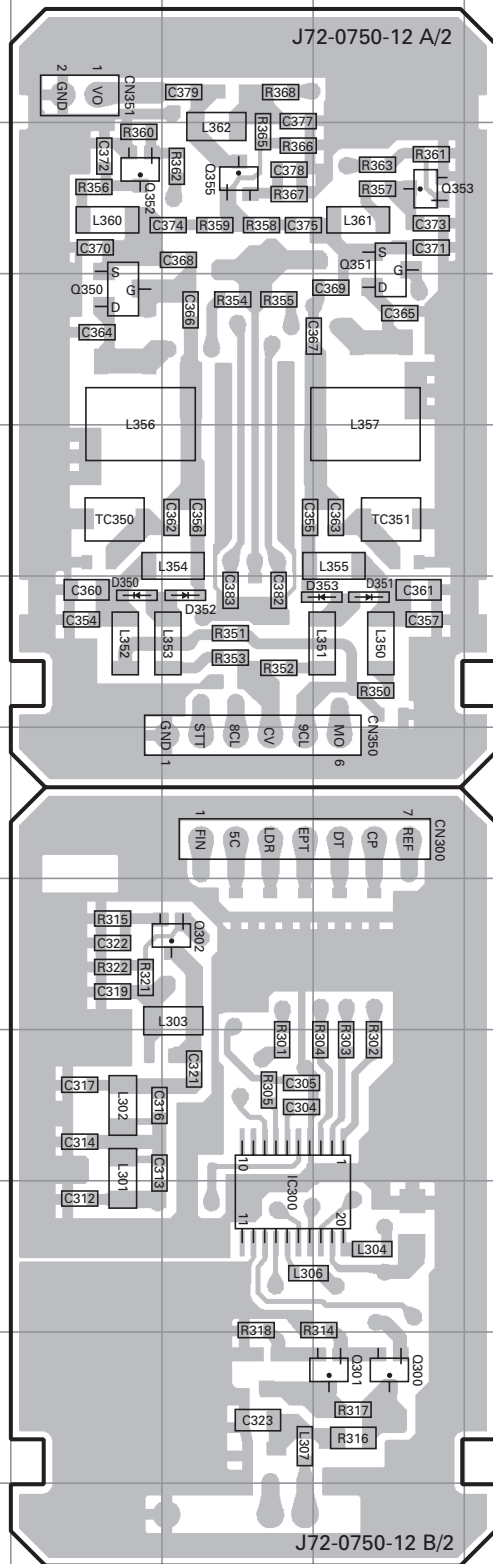 J72-0750-12 A/2
2 1 CN351
GND VO
C379 R368
L362 R365 C377
R360 R366
C372 R362 Q355 C378 R363 R361
R356 Q352 R367 R357 Q353
L360 C374 R359 R358 C375 L361 C373
C370 C368 Q351 S G D C371
Q350 S G D C369
C364 C366 R354 R355 C367 C365
L356 L357
TC350 C362 C356 C355 C363 TC351
L354 L355
C360 D350 D352 C383 C382 D353 D351 C361
C354 L352 L353 R351 L351 L350 C357
R353 R352 R350
GND STT 8CL CV 9CL MO CN350
1 6
1 7 CN300
FIN 5C LDR EPT DT CP REF
R315 Q302
C322
R322 R321
C319
L303
R301 R304 R303 R302
C317 L302 C316 C321 R305 C305
C304
C314
L301 C313 10 1
IC300
C312 11 20
L304
L306
R318 R314
Q301 Q300
R317
C323 L307 R316
J72-0750-12 B/2